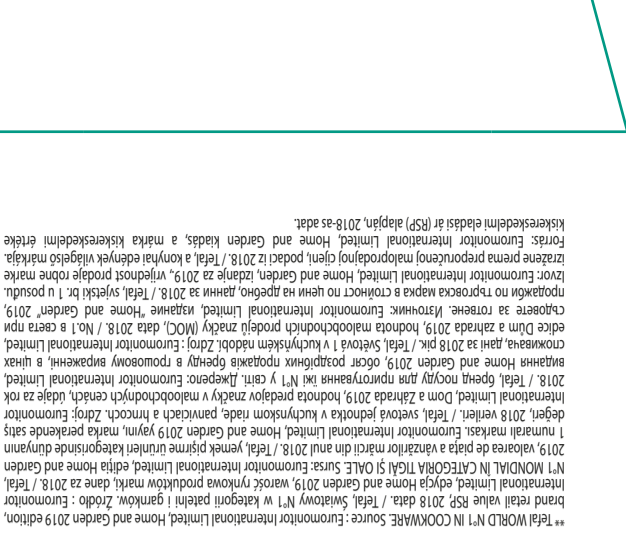 ** Tefal WORLD N°1 IN COOKWARE. Source : Euromonitor International Limited, Home and Garden 2019 edition,
brand retail value RSP, 2018 data. / Tefal, Światowy N°1 w kategorii patelni i garnków. Źródło : Euromonitor
International Limited, edycja Home and Garden 2019, warość rynkowa produktów marki, dane za 2018. / Tefal,
N°1 MONDIAL ÎN CATEGORIA TIGĂI ȘI OALE. Sursa: Euromonitor International Limited, ediția Home and Garden
2019, valoarea de piața a vânzărilor mărcii din anul 2018. / Tefal, yemek pişirme ürünleri kategorisinde dünyanın
1 numaralı markası. Euromonitor International Limited, Home and Garden 2019 yayını, marka perakende satış
değeri, 2018 verileri. / Tefal, svetová jednotka v kuchynskom riade, panviciach a hrncoch. Zdroj: Euromonitor
International Limited, Dom a Záhrada 2019, hodnota predajov značky v maloobchodných cenách, údaje za rok
2018. / Tefal, бренд посуду для приготування їжі N°1 у світі. Джерело: Euromonitor International Limited,
видання Home and Garden 2019, обсяг роздрібних продажів бренду в грошовому вираженні, в цінах
споживача, дані за 2018 рік. / Tefal, Světová 1 v kuchyňském nádobí. Zdroj : Euromonitor International Limited,
edice Dům a zahrada 2019, hodnota maloobchodních prodejů značky (MOC), data 2018. / No.1 в света при
съдовете за готвене. Източник: Euromonitor International Limited, издание "Home and Garden" 2019,
продажби по търговска марка в стойност по цени на дребно, данни за 2018. / Tefal, svjetski br. 1 u posuđu.
Izvor: Euromonitor International Limited, Home and Garden, izdanje za 2019., vrijednost prodaje robne marke
izražene prema preporučenoj maloprodajnoj cijeni, podaci iz 2018. / Tefal, a konyhai edények világelső márkája.
Forrás: Euromonitor International Limited, Home and Garden kiadás, a márka kiskereskedelmi értéke
kiskereskedelmi eladási ár (RSP) alapján, 2018-as adat.